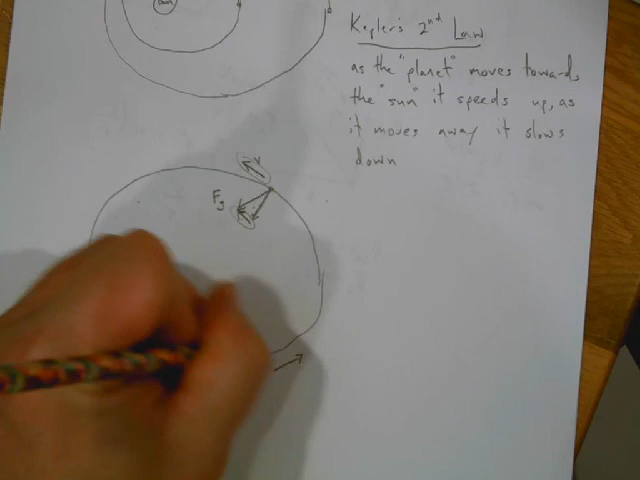 Sun
Kepler's 2nd Law
as the "planet" moves towards
the "sun" it speeds up, as
it moves away it slows
down
v
Fg